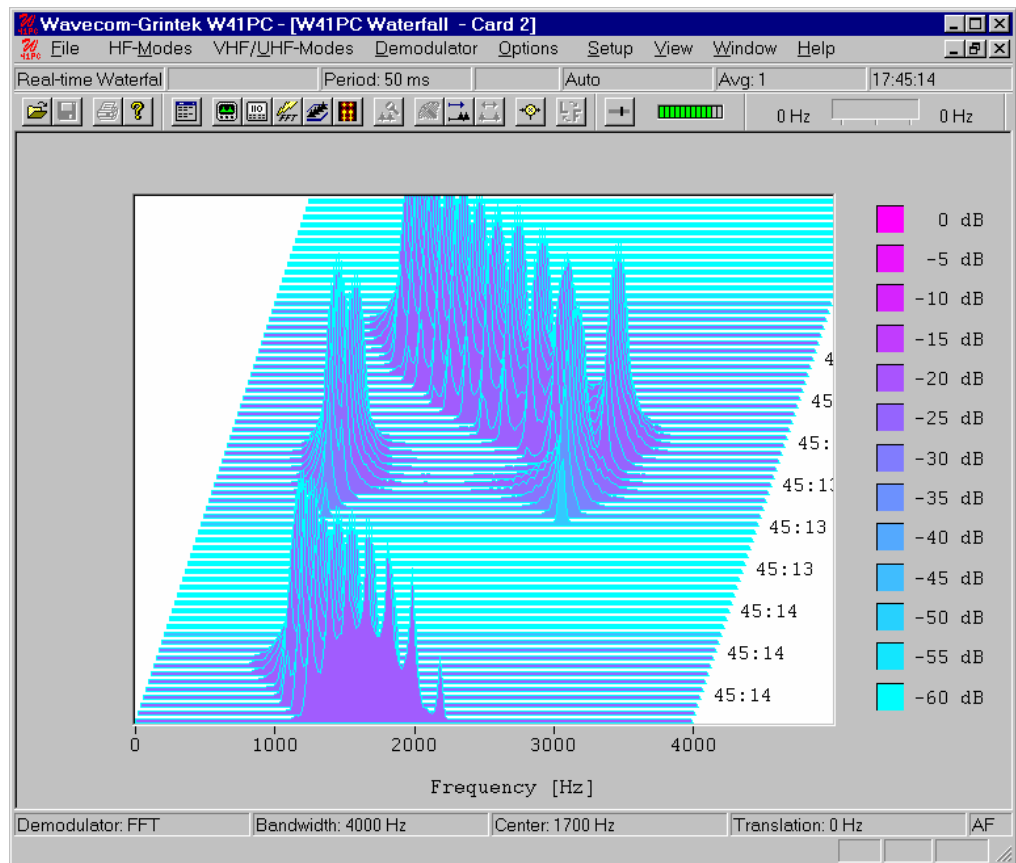 Wavecom-Grintek W41PC - [W41PC Waterfall - Card 2]
File HF-Modes VHF/UHF-Modes Demodulator Options Setup View Window Help
Real-time Waterfal Period: 50 ms Auto Avg: 1 17:45:14
0 Hz 0 Hz
0 dB
-5 dB
-10 dB
-15 dB
4
-20 dB
45
-25 dB
45:
-30 dB
45:13
-35 dB
45:13
-40 dB
45:13
-45 dB
45:14
-50 dB
45:14
-55 dB
45:14
-60 dB
0 1000 2000 3000 4000
Frequency [Hz]
Demodulator: FFT Bandwidth: 4000 Hz Center: 1700 Hz Translation: 0 Hz AF